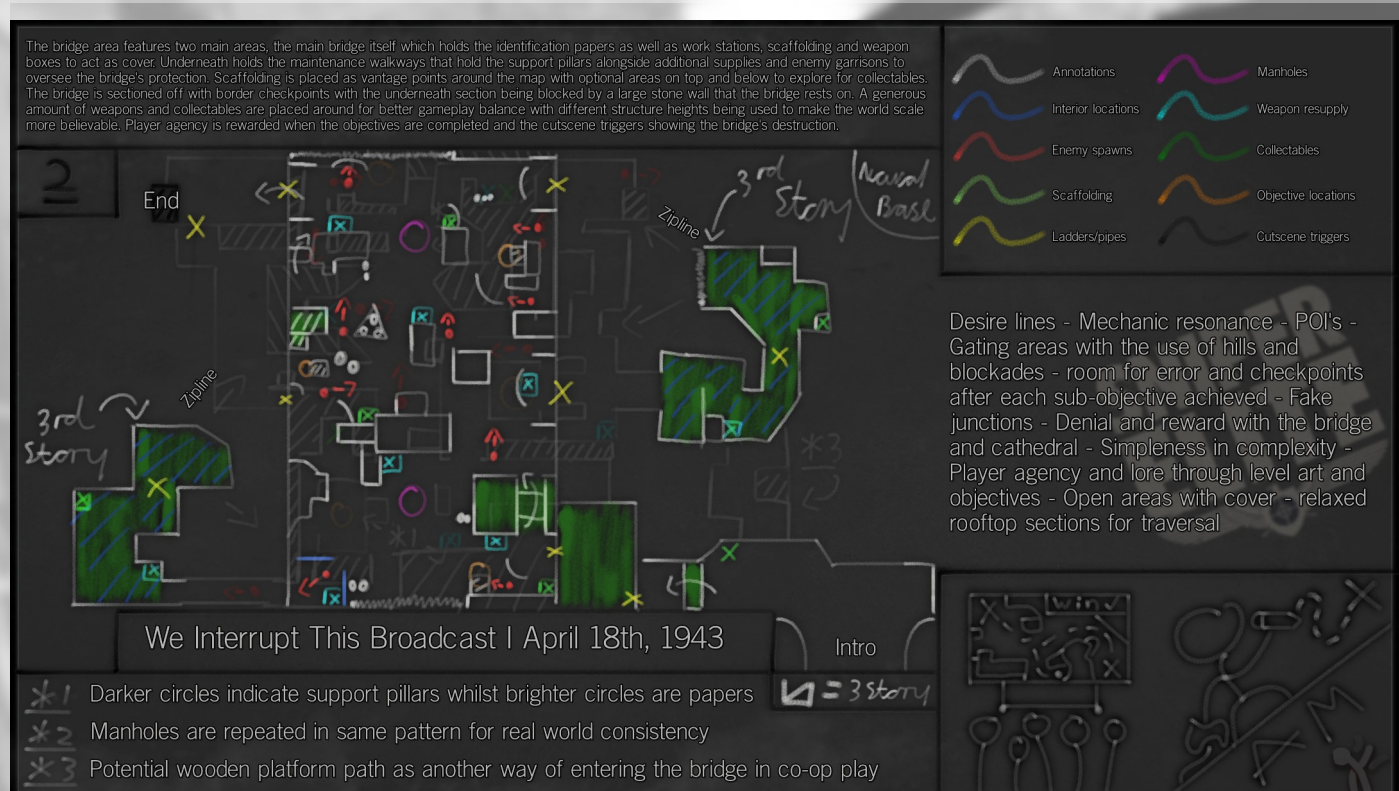 The bridge area features two main areas, the main bridge itself which holds the identification papers as well as work stations, scaffolding and weapon
boxes to act as cover. Underneath holds the maintenance walkways that hold the support pillars alongside additional supplies and enemy garrisons to
oversee the bridge's protection. Scaffolding is placed as vantage points around the map with optional areas on top and below to explore for collectables.
The bridge is sectioned off with border checkpoints with the underneath section being blocked by a large stone wall that the bridge rests on. A generous
amount of weapons and collectables are placed around for better gameplay balance with different structure heights being used to make the world scale
more believable. Player agency is rewarded when the objectives are completed and the cutscene triggers showing the bridge's destruction.
Annotations
Manholes
Interior locations
Weapon resupply
Enemy spawns
Collectables
Scaffolding
Objective locations
Ladders/pipes
Cutscene triggers
2
End
3rd
Story
Naval
Base
Zipline
Zipline
3rd
Story
*3
*1
Desire lines - Mechanic resonance - POI's -
Gating areas with the use of hills and
blockades - room for error and checkpoints
after each sub-objective achieved - Fake
junctions - Denial and reward with the bridge
and cathedral - Simpleness in complexity -
Player agency and lore through level art and
objectives - Open areas with cover - relaxed
rooftop sections for traversal
We Interrupt This Broadcast I April 18th, 1943
Intro
= 3 Story
*1 Darker circles indicate support pillars whilst brighter circles are papers
*2 Manholes are repeated in same pattern for real world consistency
*3 Potential wooden platform path as another way of entering the bridge in co-op play